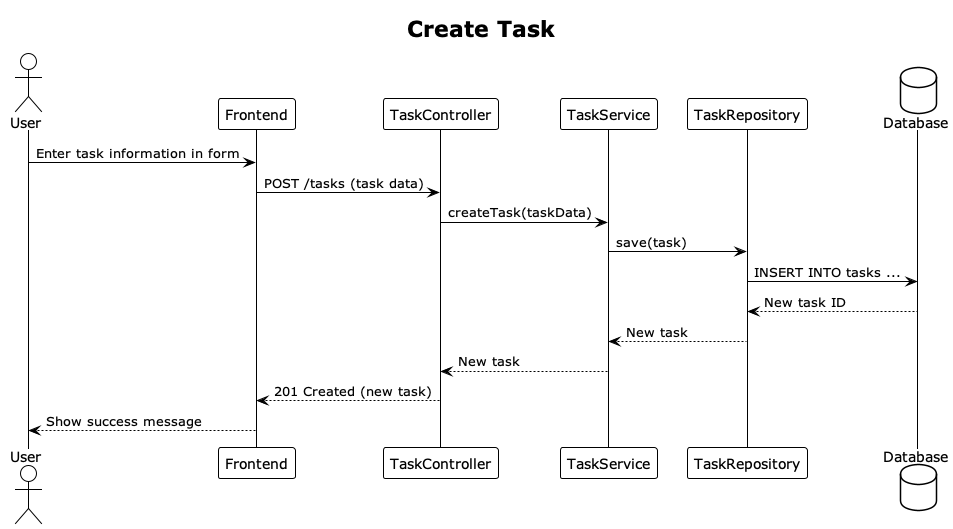 Create Task
User
Frontend
TaskController
TaskService
TaskRepository
Database
Enter task information in form
POST /tasks (task data)
createTask(taskData)
save(task)
INSERT INTO tasks ...
New task ID
New task
New task
201 Created (new task)
Show success message
User
Frontend
TaskController
TaskService
TaskRepository
Database